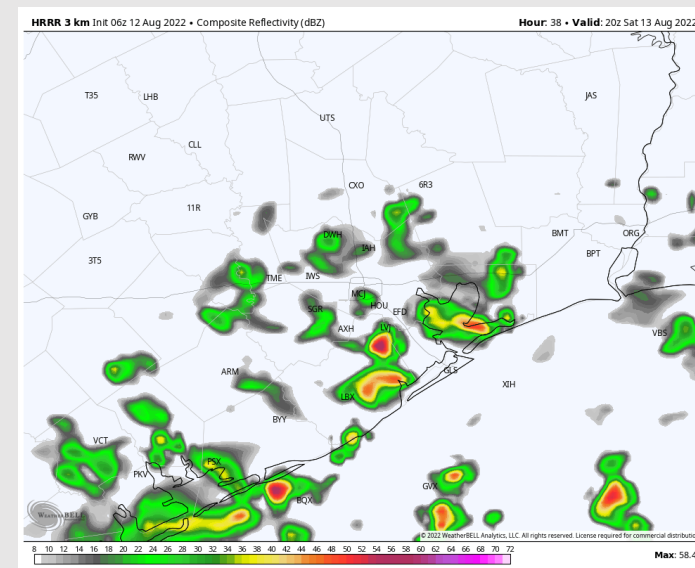 HRRR 3 km Init 06z 12 Aug 2022 • Composite Reflectivity (dBZ) Hour: 38 • Valid: 20z Sat 13 Aug 2022
T35 LHB JAS
UTS
CLL
RWV
CXO 6R3
GYB 11R
DWH BMT ORG
IAH BPT
3T5
TME IWS
MCJ
SGR HOU EFD
AXH LVJ VBS
ARM GLS
XIH
LBX
BYY
VCT
PSX
PKV
GVX
BQX
WEATHERBELL
© 2022 WeatherBELL Analytics, LLC. All rights reserved. License required for commercial distributi
8 10 12 14 16 18 20 22 24 26 28 30 32 34 36 38 40 42 44 46 48 50 52 54 56 58 60 62 64 66 68 70 72
Max: 58.4